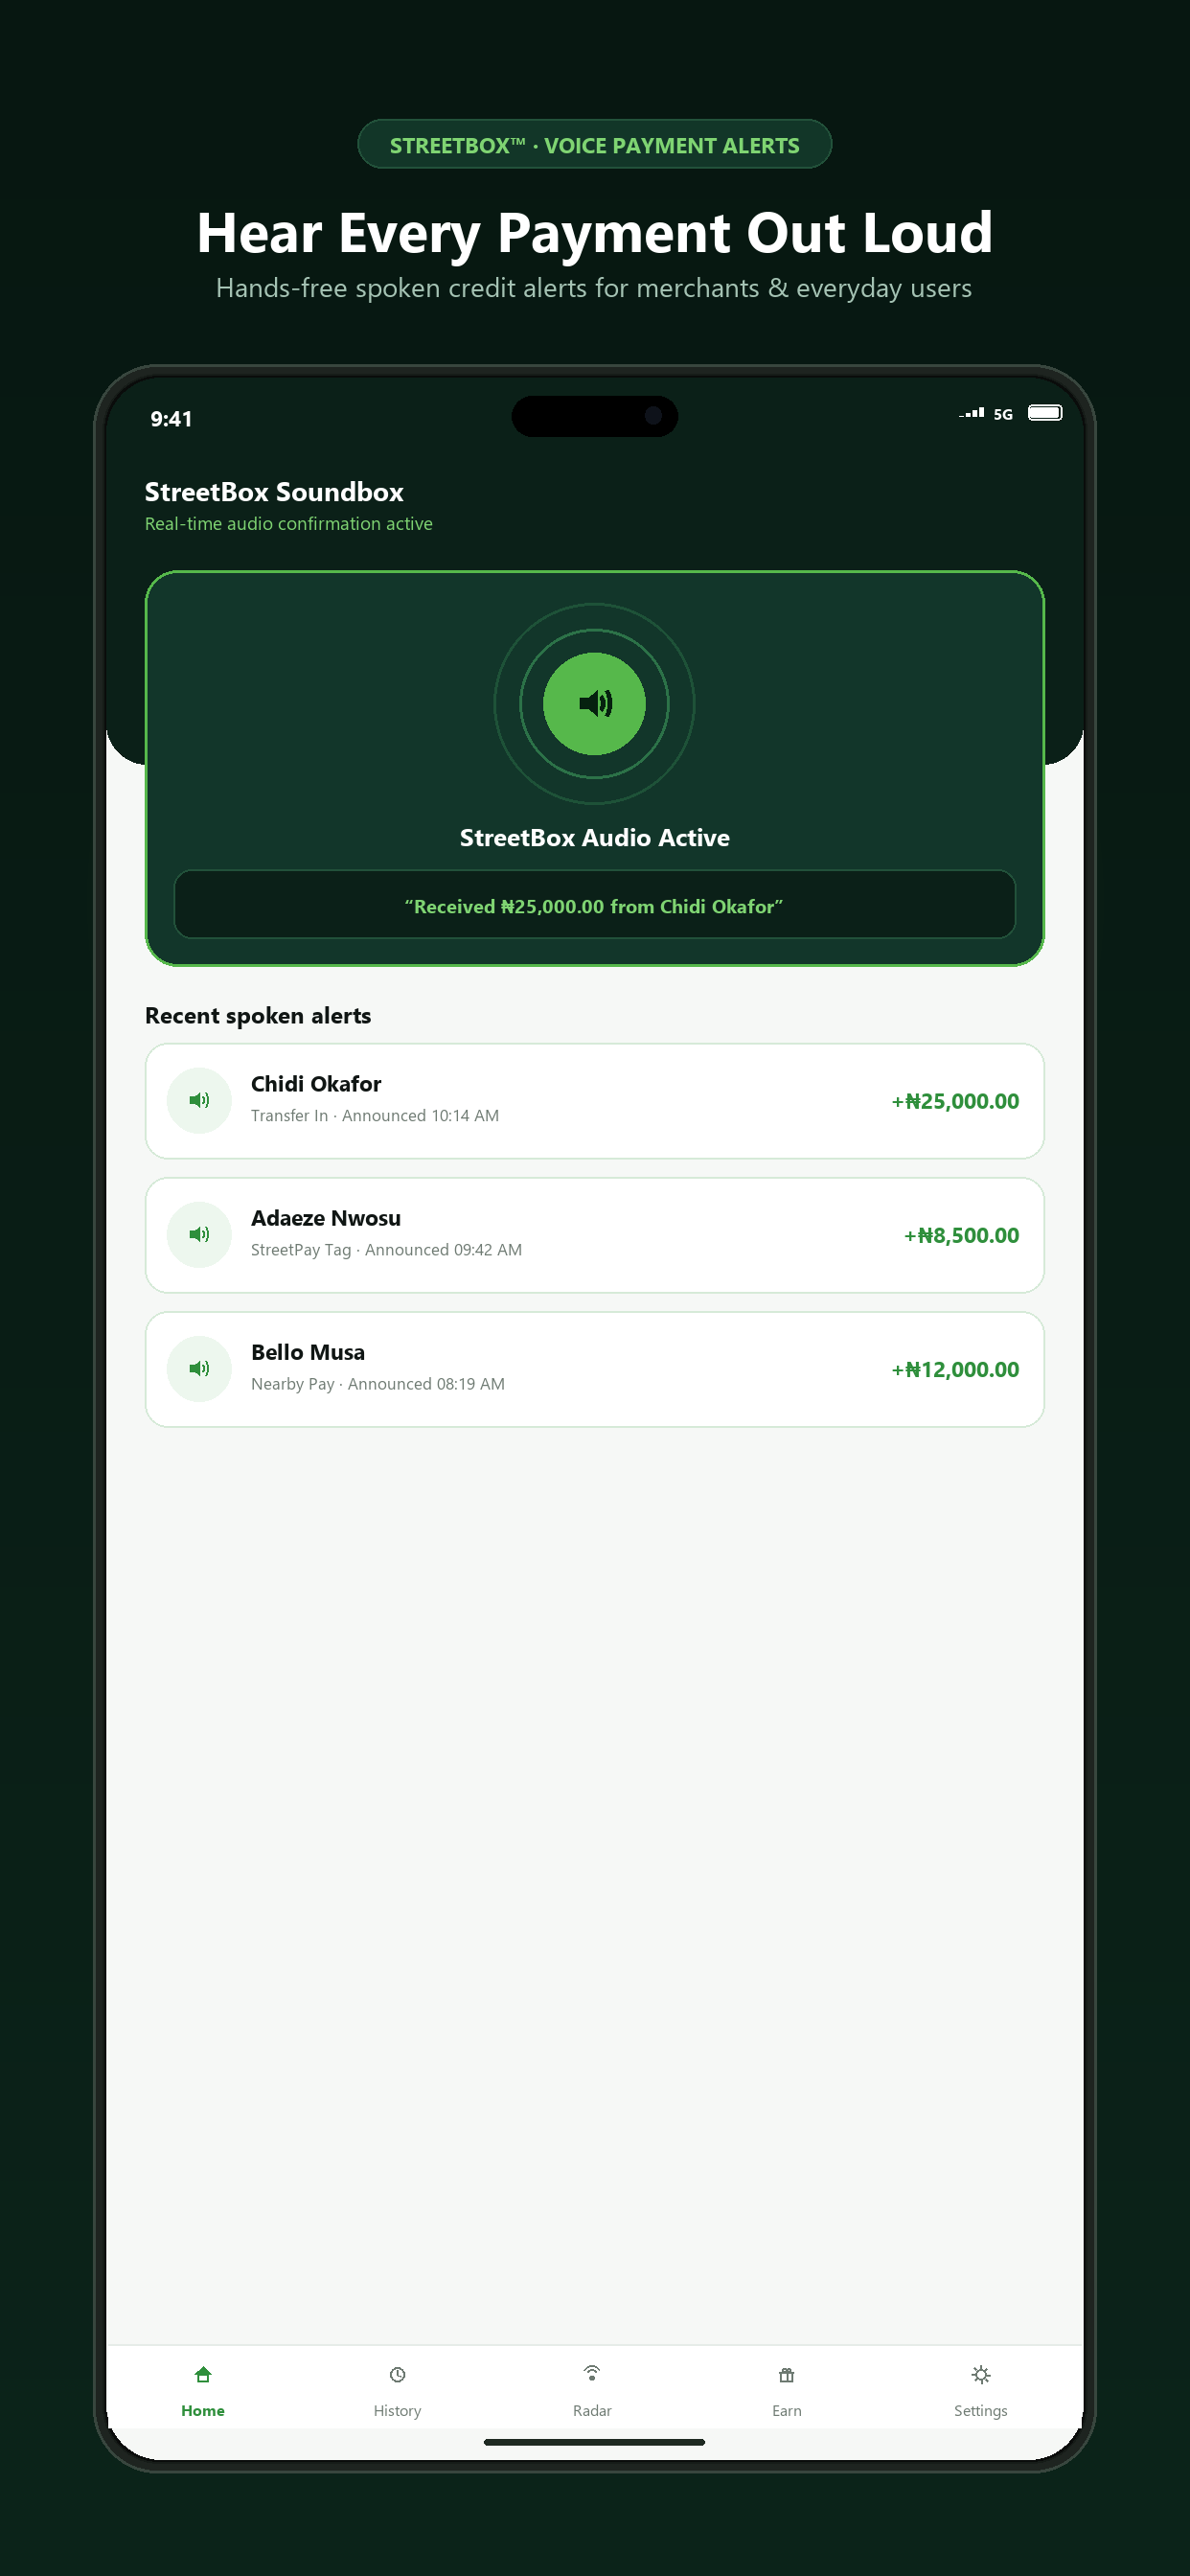 STREETBOX™ · VOICE PAYMENT ALERTS
Hear Every Payment Out Loud
Hands-free spoken credit alerts for merchants & everyday users
9:41
5G
StreetBox Soundbox
Real-time audio confirmation active
StreetBox Audio Active
“Received ₦25,000.00 from Chidi Okafor”
Recent spoken alerts
Chidi Okafor
Transfer In · Announced 10:14 AM
+₦25,000.00
Adaeze Nwosu
StreetPay Tag · Announced 09:42 AM
+₦8,500.00
Bello Musa
Nearby Pay · Announced 08:19 AM
+₦12,000.00
Home
History
Radar
Earn
Settings